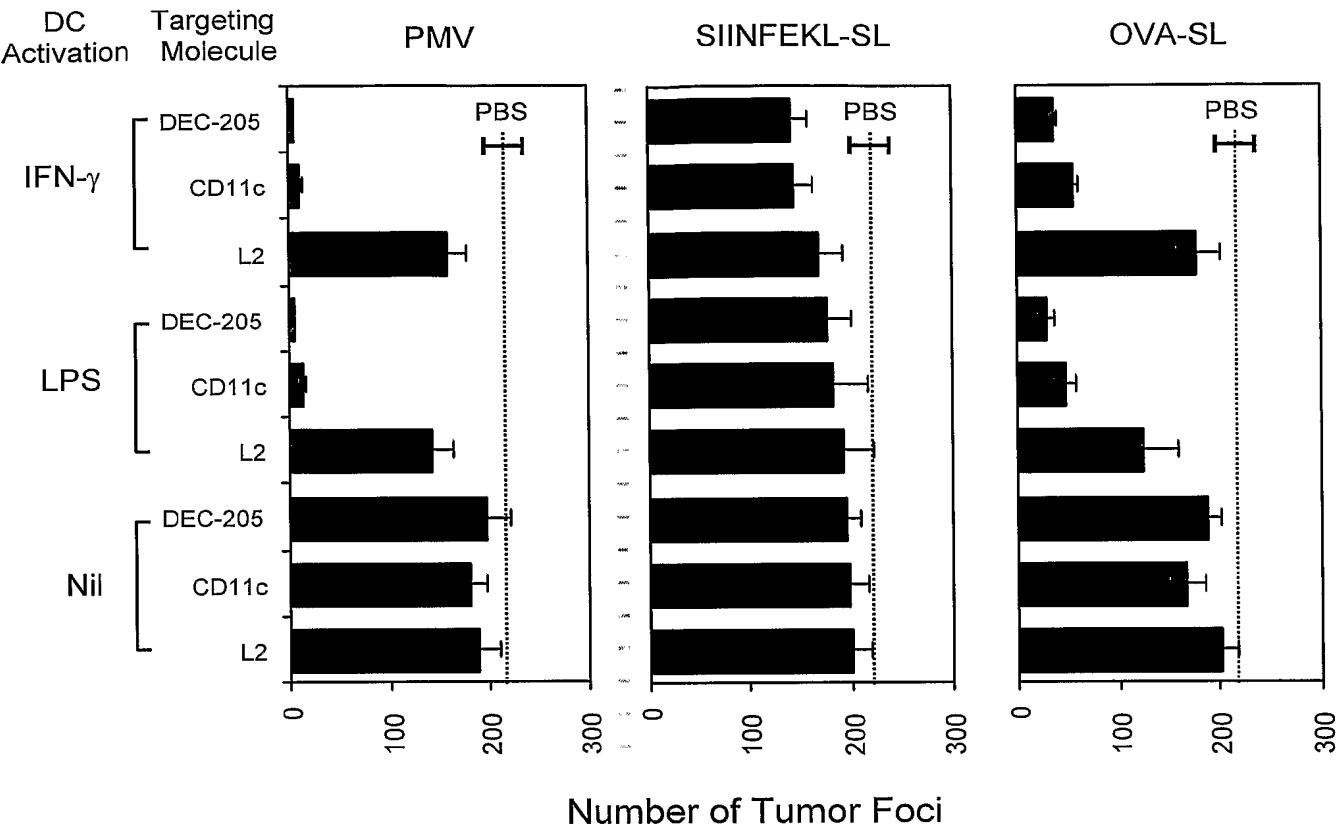 DC Activation
Targeting Molecule
PMV
SIINFEKL-SL
OVA-SL
IFN-γ
DEC-205
CD11c
L2
LPS
DEC-205
CD11c
L2
Nil
DEC-205
CD11c
L2
PBS
PBS
PBS
0 100 200 300
0 100 200 300
0 100 200 300
Number of Tumor Foci